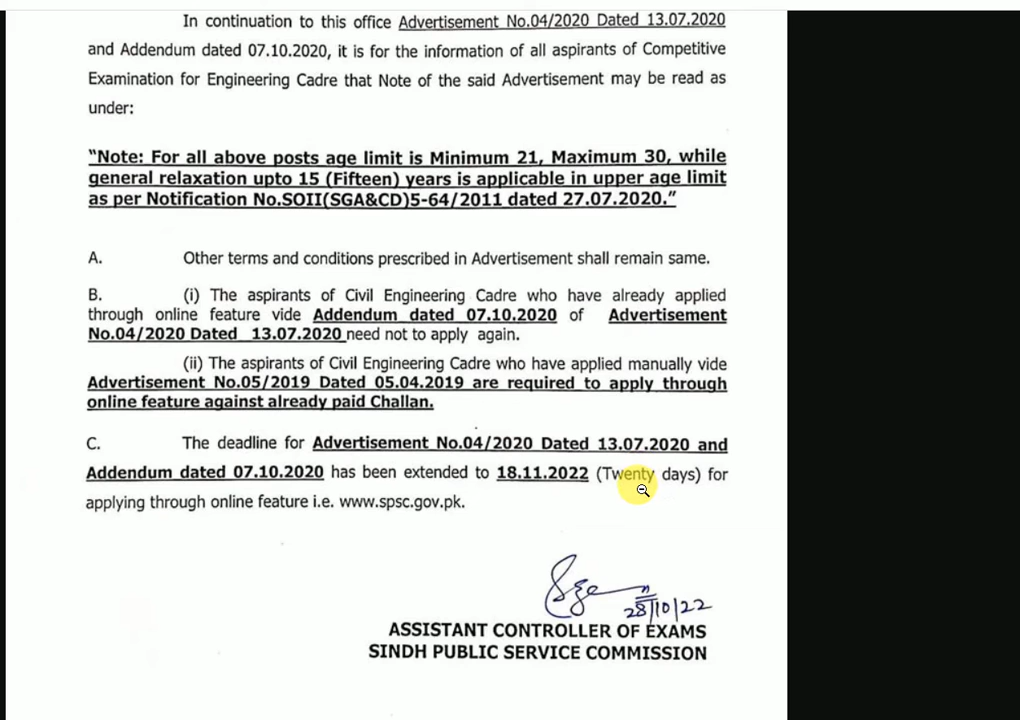 In continuation to this office Advertisement No.04/2020 Dated 13.07.2020
and Addendum dated 07.10.2020, it is for the information of all aspirants of Competitive
Examination for Engineering Cadre that Note of the said Advertisement may be read as
under:
"Note: For all above posts age limit is Minimum 21, Maximum 30, while
general relaxation upto 15 (Fifteen) years is applicable in upper age limit
as per Notification No.SOII(SGA&CD)5-64/2011 dated 27.07.2020."
A. Other terms and conditions prescribed in Advertisement shall remain same.
B. (i) The aspirants of Civil Engineering Cadre who have already applied
through online feature vide Addendum dated 07.10.2020 of Advertisement
No.04/2020 Dated 13.07.2020 need not to apply again.
(ii) The aspirants of Civil Engineering Cadre who have applied manually vide
Advertisement No.05/2019 Dated 05.04.2019 are required to apply through
online feature against already paid Challan.
C. The deadline for Advertisement No.04/2020 Dated 13.07.2020 and
Addendum dated 07.10.2020 has been extended to 18.11.2022 (Twenty days) for
applying through online feature i.e. www.spsc.gov.pk.
28/10/22
ASSISTANT CONTROLLER OF EXAMS
SINDH PUBLIC SERVICE COMMISSION